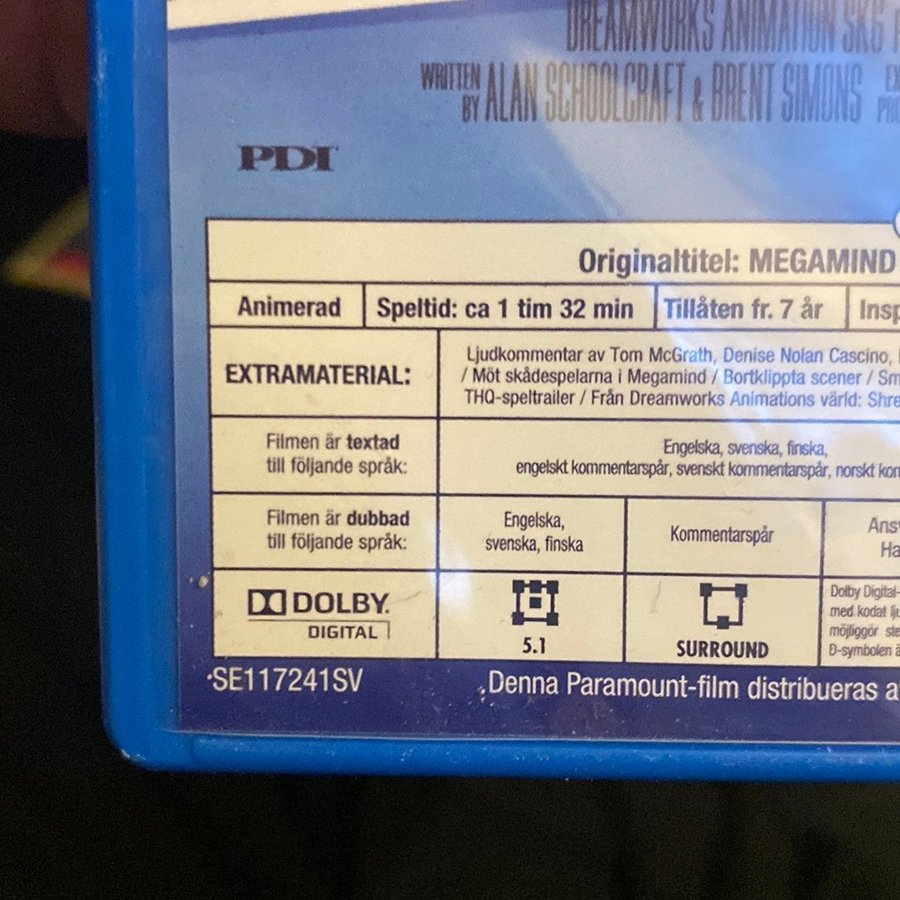 DREAMWORKS ANIMATION SKG
WRITTEN
BY ALAN SCHOOLCRAFT & BRENT SIMONS
PDI
Originaltitel: MEGAMIND
Animerad
Speltid: ca 1 tim 32 min
Tillåten fr. 7 år
EXTRAMATERIAL:
Ljudkommentar av Tom McGrath, Denise Nolan Cascino,
/ Möt skådespelarna i Megamind / Bortklippta scener /
THQ-speltrailer / Från Dreamworks Animations värld:
Filmen är textad
till följande språk:
Engelska, svenska, finska,
engelskt kommentarspår, svenskt kommentarspår, norskt
Filmen är dubbad
till följande språk:
Engelska,
svenska, finska
Kommentarspår
DOLBY
DIGITAL
5.1
SURROUND
Dolby Digital-
med kodat
möjliggör
D-symbolen
SE117241SV
Denna Paramount-film distribueras